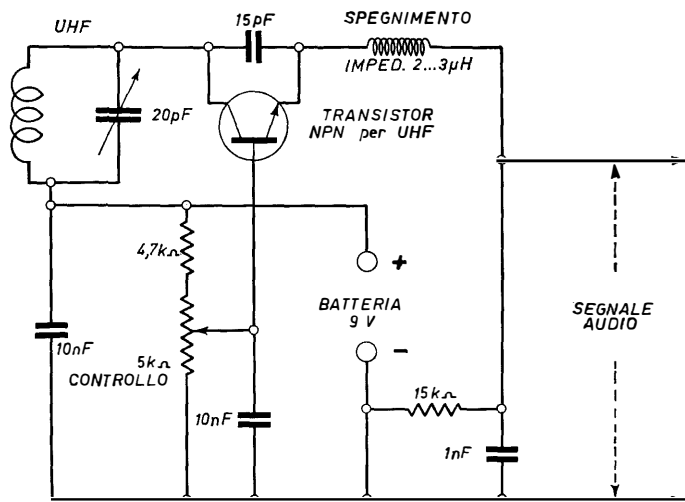 UHF
15pF
SPEGNIMENTO
IMPED. 2...3µH
20pF
TRANSISTOR
NPN per UHF
4,7kΩ
+
BATTERIA
9 V
-
10nF
5kΩ
CONTROLLO
10nF
15kΩ
1nF
SEGNALE
AUDIO